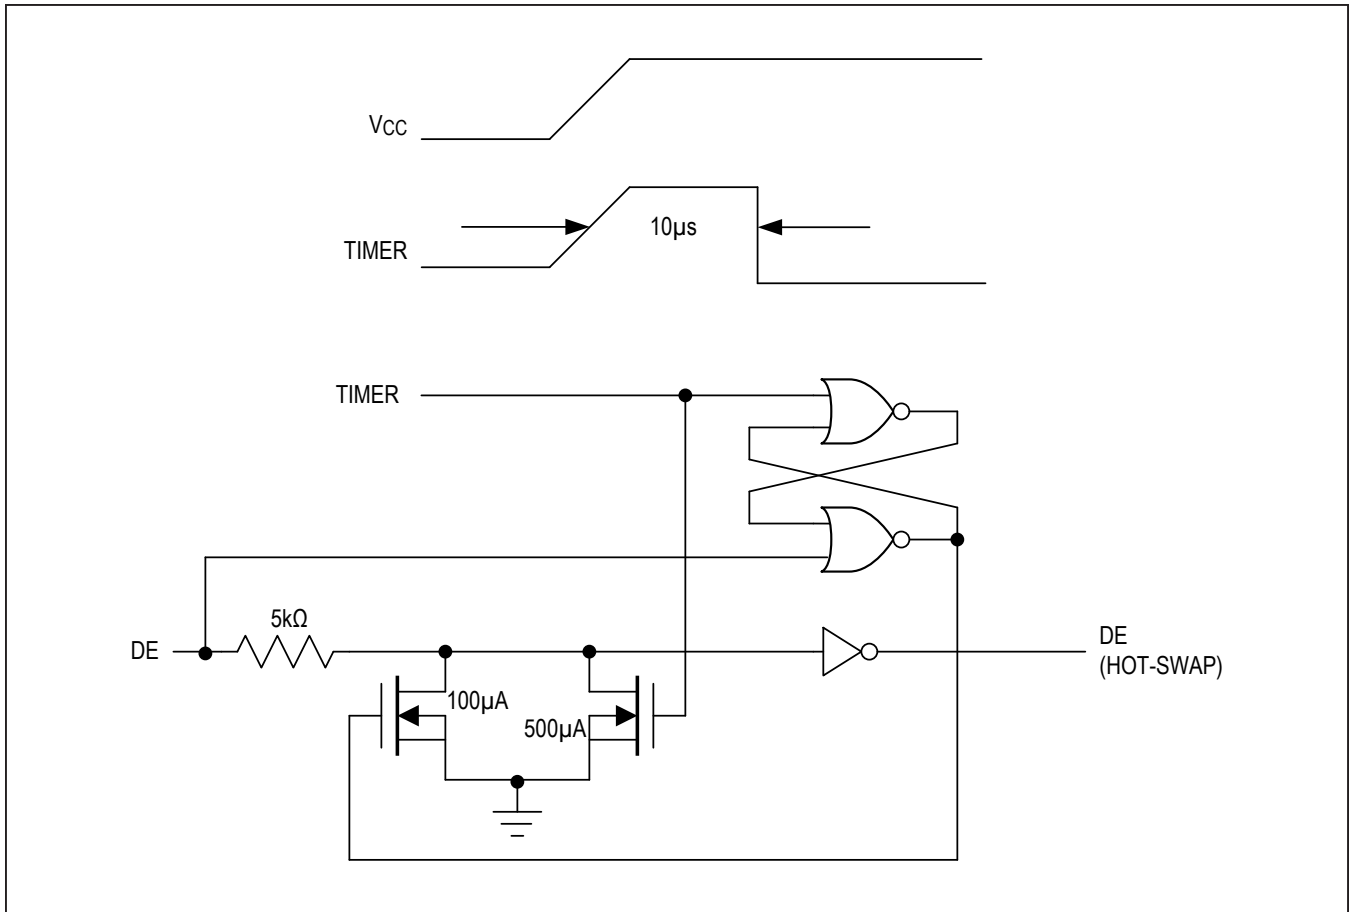 VCC
10µs
TIMER
TIMER
5kΩ
DE
DE
(HOT-SWAP)
100µA
500µA